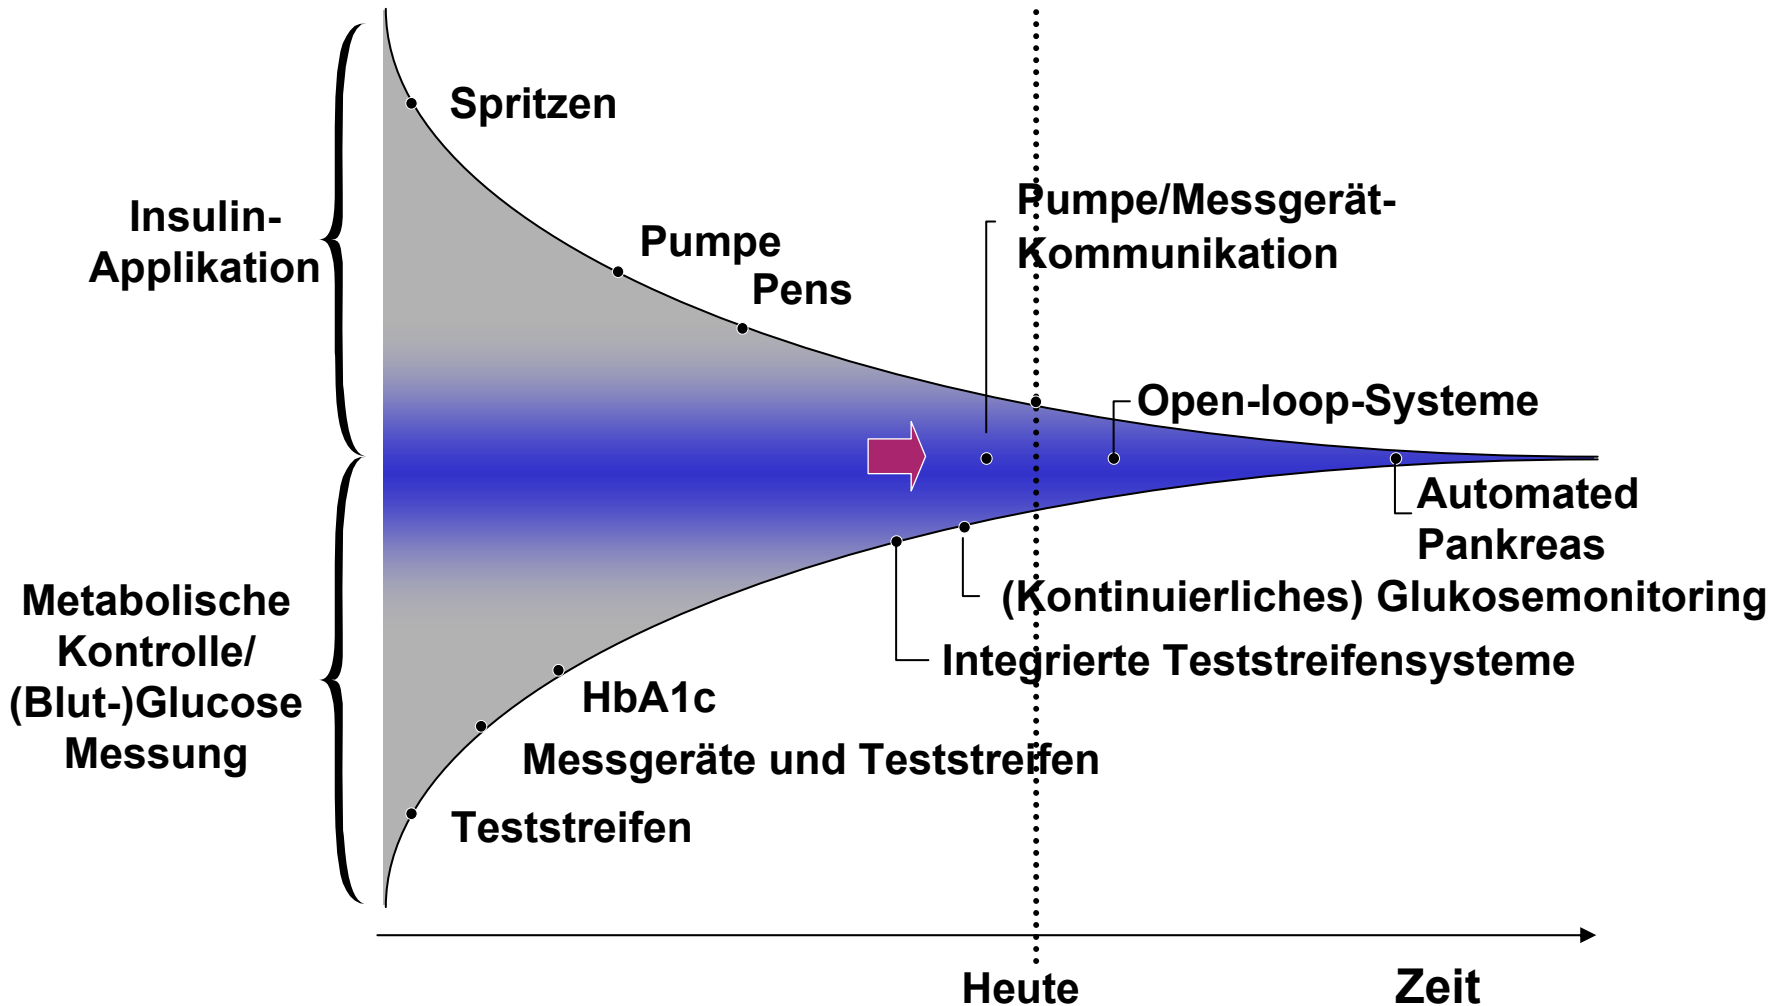 Spritzen
Insulin-
Applikation
Pumpe
Pens
Pumpe/Messgerät-
Kommunikation
Open-loop-Systeme
Automated
Pankreas
(Kontinuierliches) Glukosemonitoring
Integrierte Teststreifensysteme
Metabolische
Kontrolle/
(Blut-)Glucose
Messung
HbA1c
Messgeräte und Teststreifen
Teststreifen
Heute
Zeit